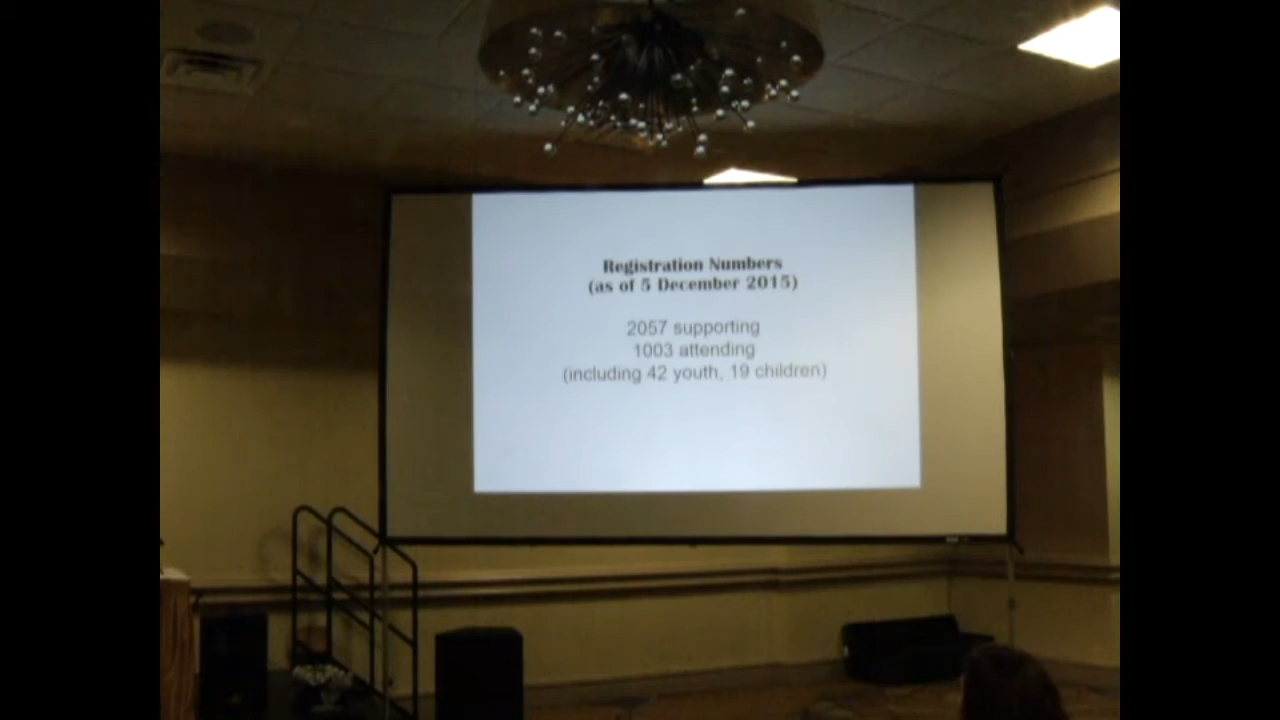 Registration Numbers
(as of 5 December 2015)
2057 supporting
1003 attending
(including 42 youth, 19 children)